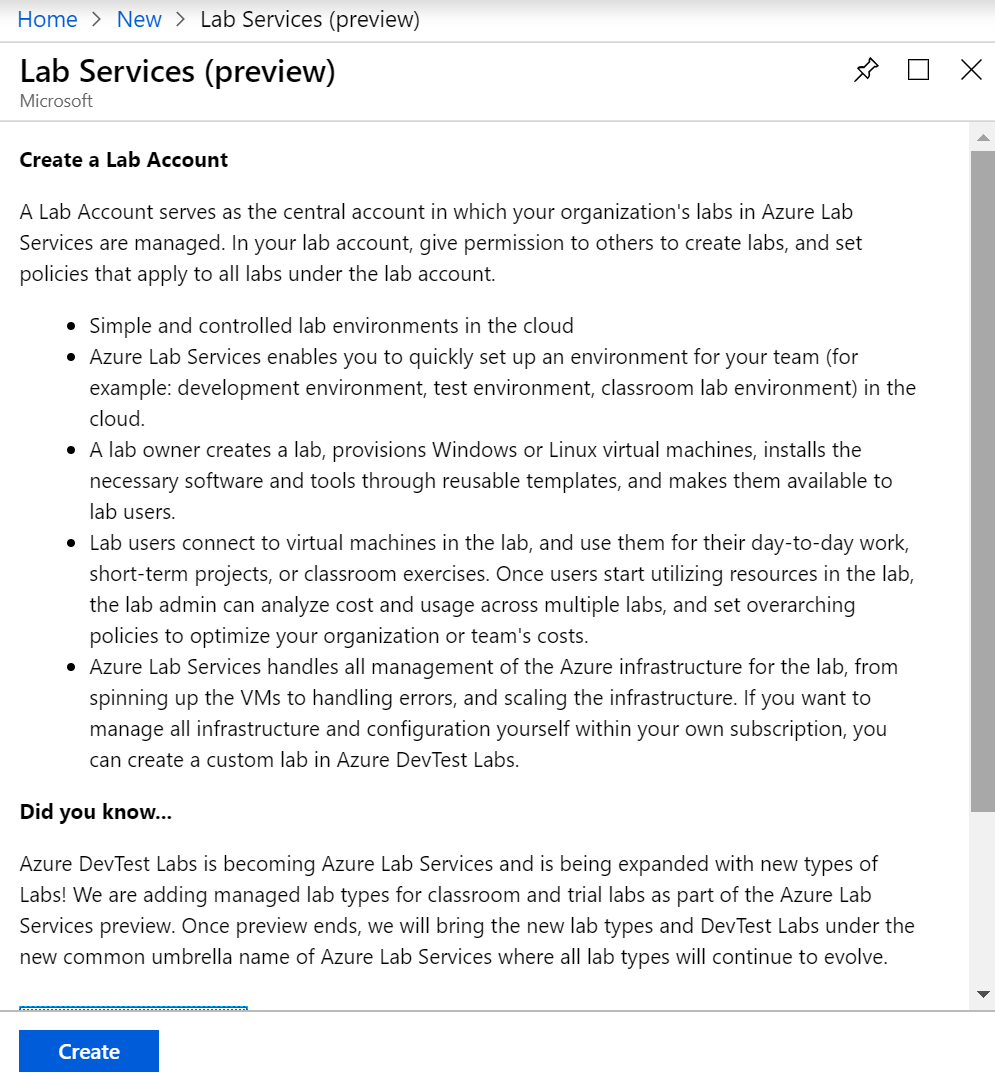 Home > New > Lab Services (preview)
Lab Services (preview)
Microsoft
Create a Lab Account
A Lab Account serves as the central account in which your organization's labs in Azure Lab
Services are managed. In your lab account, give permission to others to create labs, and set
policies that apply to all labs under the lab account.
• Simple and controlled lab environments in the cloud
• Azure Lab Services enables you to quickly set up an environment for your team (for
example: development environment, test environment, classroom lab environment) in the
cloud.
• A lab owner creates a lab, provisions Windows or Linux virtual machines, installs the
necessary software and tools through reusable templates, and makes them available to
lab users.
• Lab users connect to virtual machines in the lab, and use them for their day-to-day work,
short-term projects, or classroom exercises. Once users start utilizing resources in the lab,
the lab admin can analyze cost and usage across multiple labs, and set overarching
policies to optimize your organization or team's costs.
• Azure Lab Services handles all management of the Azure infrastructure for the lab, from
spinning up the VMs to handling errors, and scaling the infrastructure. If you want to
manage all infrastructure and configuration yourself within your own subscription, you
can create a custom lab in Azure DevTest Labs.
Did you know...
Azure DevTest Labs is becoming Azure Lab Services and is being expanded with new types of
Labs! We are adding managed lab types for classroom and trial labs as part of the Azure Lab
Services preview. Once preview ends, we will bring the new lab types and DevTest Labs under the
new common umbrella name of Azure Lab Services where all lab types will continue to evolve.
Create